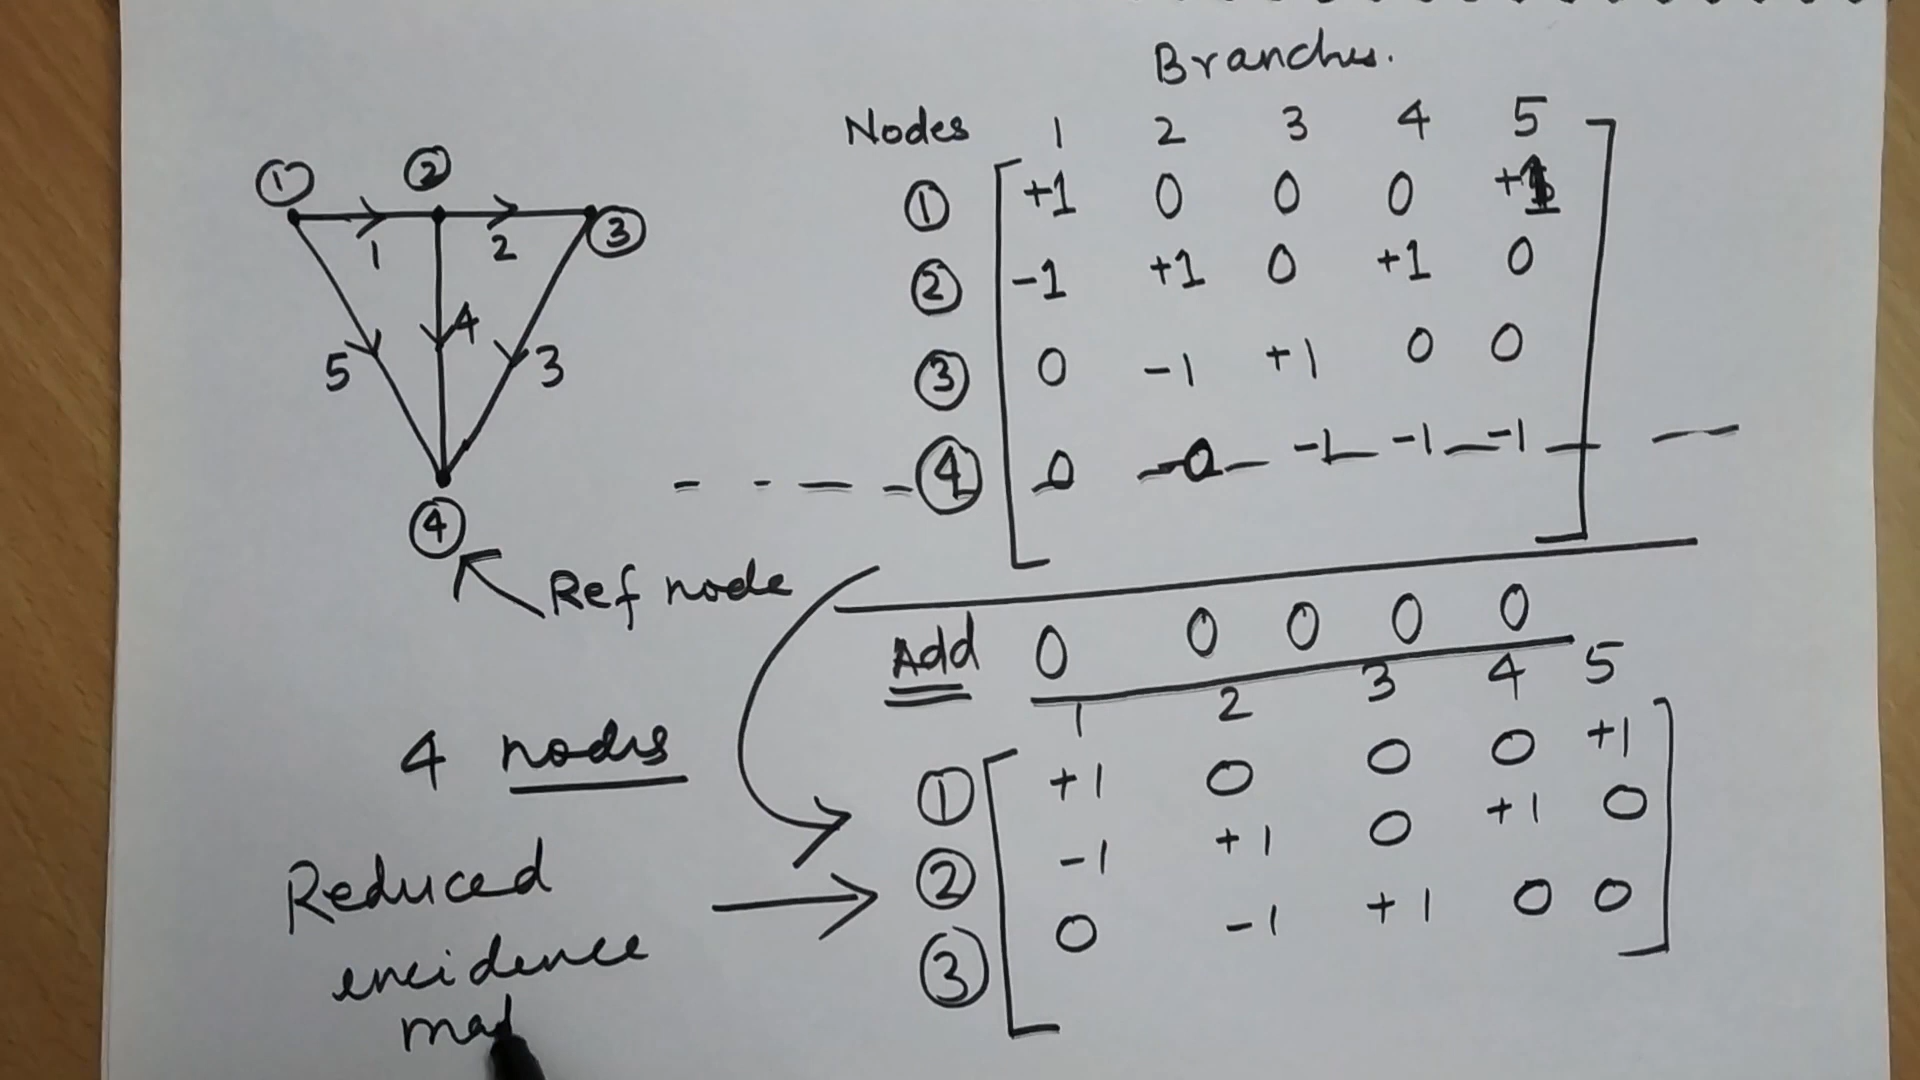 ① ② ③
1 2
5 4 3
④
Ref node
4 nodes
Reduced
encidence
mat
Branches.
Nodes 1 2 3 4 5
① +1 0 0 0 +1
② -1 +1 0 +1 0
③ 0 -1 +1 0 0
④ 0 0 -1 -1 -1
Add 0 0 0 0 0
1 2 3 4 5
① +1 0 0 0 +1
② -1 +1 0 +1 0
③ 0 -1 +1 0 0